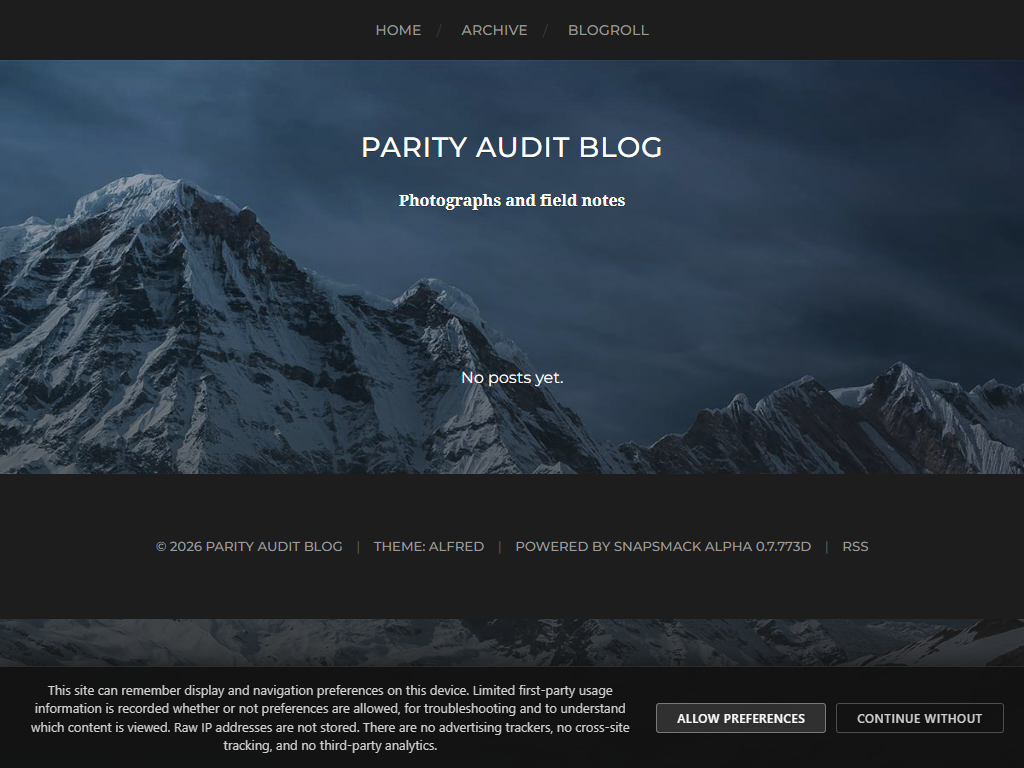 HOME / ARCHIVE / BLOGROLL
PARITY AUDIT BLOG
Photographs and field notes
No posts yet.
© 2026 PARITY AUDIT BLOG | THEME: ALFRED | POWERED BY SNAPSMACK ALPHA 0.7.773D | RSS
This site can remember display and navigation preferences on this device. Limited first-party usage
information is recorded whether or not preferences are allowed, for troubleshooting and to understand
which content is viewed. Raw IP addresses are not stored. There are no advertising trackers, no cross-site
tracking, and no third-party analytics.
ALLOW PREFERENCES
CONTINUE WITHOUT